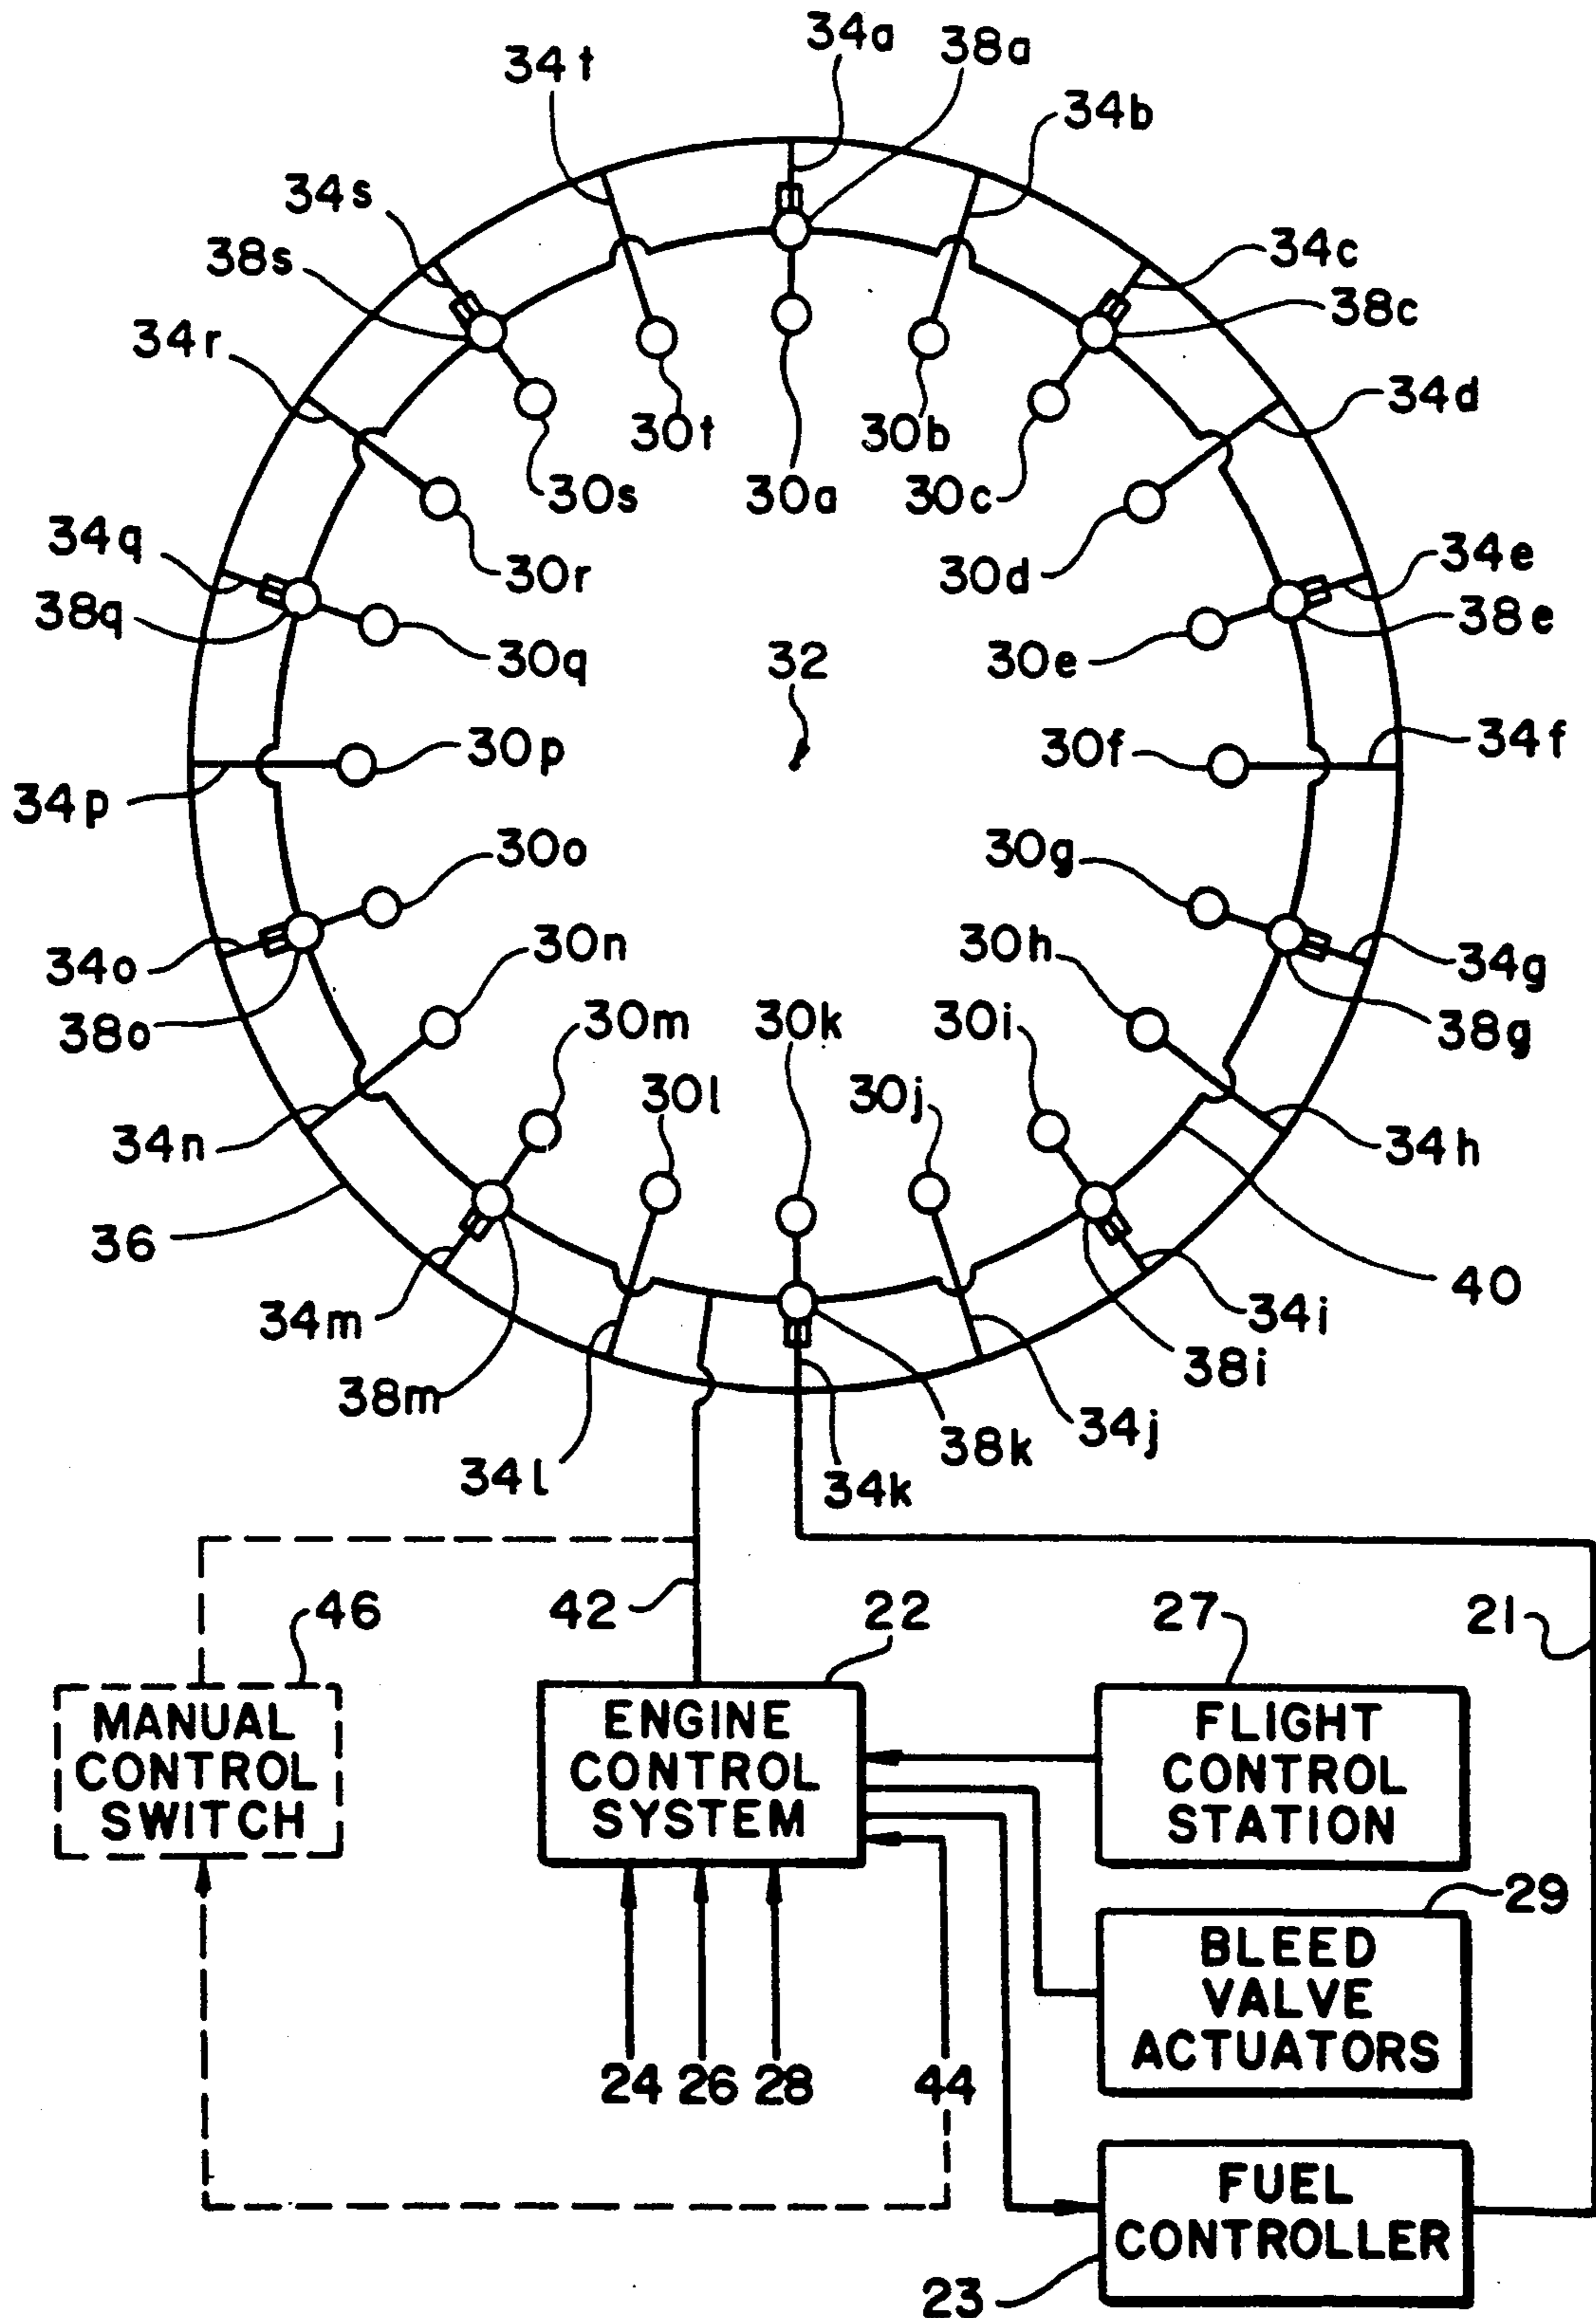 34a
38a
34t
34b
34s
34c
38s
38c
34r
34d
30t
30b
30s
30a
30c
34q
30r
30d
34e
38q
38e
30q
32
30e
30p
30f
34f
34p
30o
30g
30n
30h
34o
34g
38o
30m
30k
30i
38g
30l
30j
34n
34h
36
40
34m
34i
38m
38i
34j
38k
34l
34k
46
42
22
27
21
MANUAL
CONTROL
SWITCH
ENGINE
CONTROL
SYSTEM
FLIGHT
CONTROL
STATION
29
BLEED
VALVE
ACTUATORS
24
26
28
44
FUEL
CONTROLLER
23